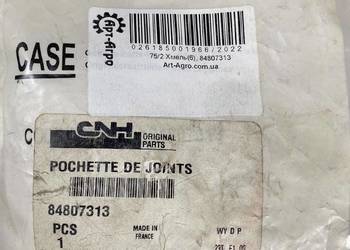 Арт-Агро
026185001966/2022
75/2 Хмель(6), 84807313
Art-Agro.com.ua
CASE
C
CNH ORIGINAL
PARTS
POCHETTE DE JOINTS
84807313
PCS
1
MADE IN
FRANCE
WY D P